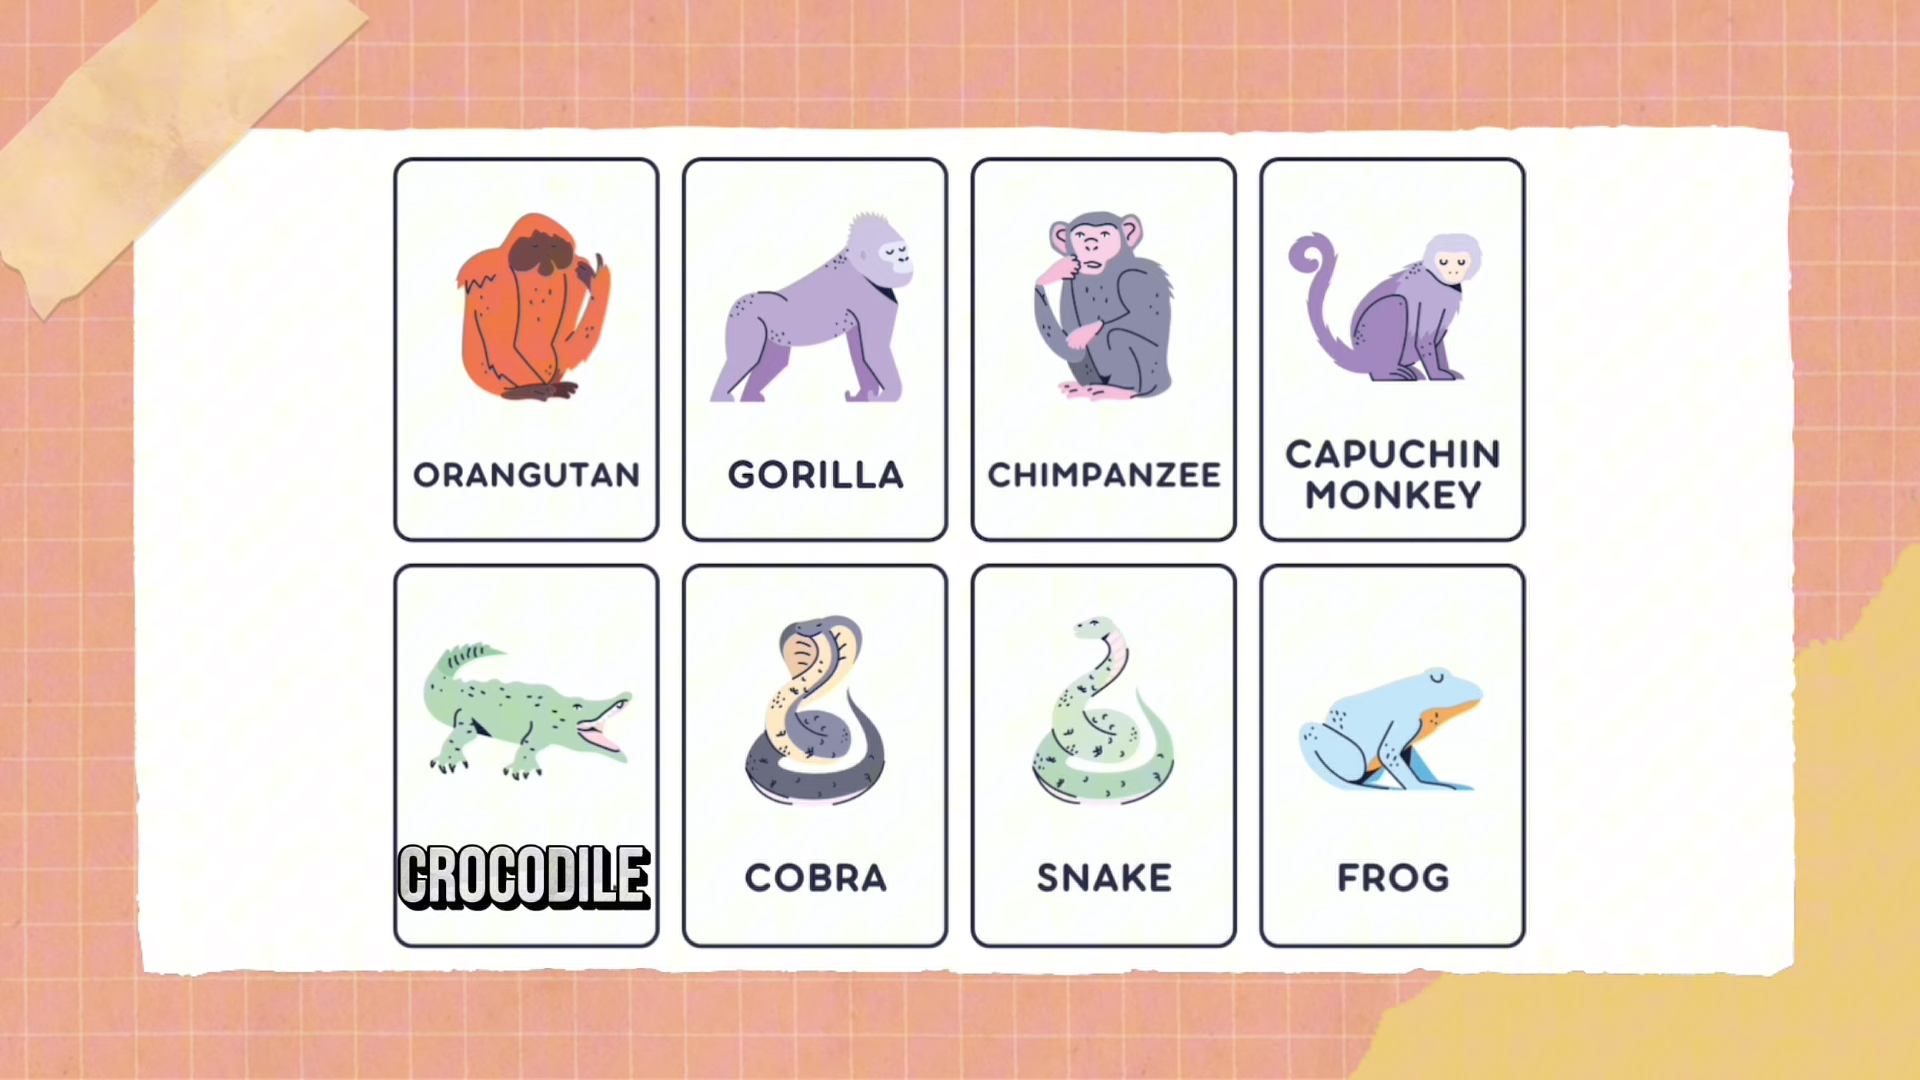 ORANGUTAN
GORILLA
CHIMPANZEE
CAPUCHIN
MONKEY
CROCODILE
COBRA
SNAKE
FROG